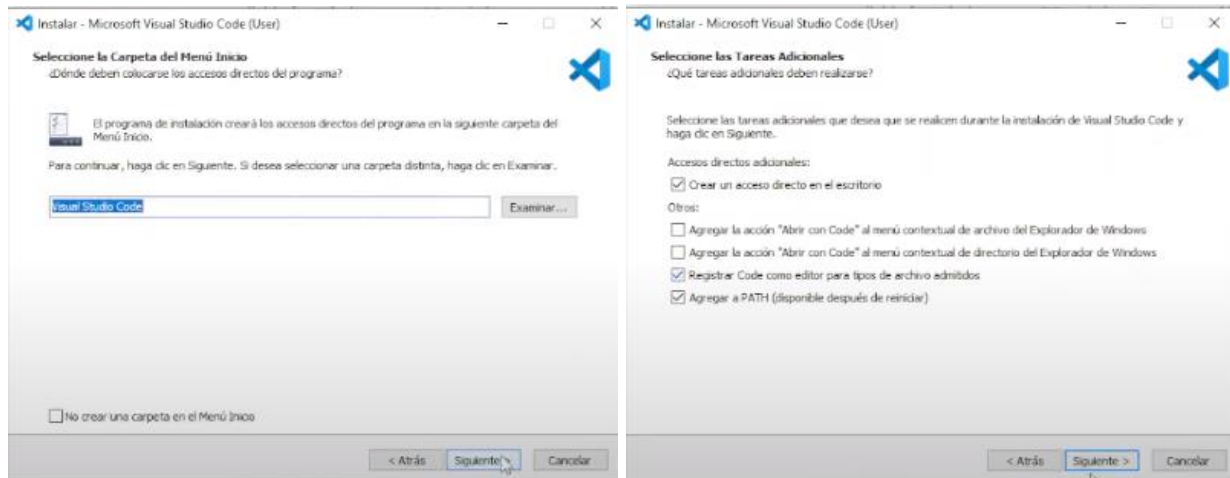 Instalar - Microsoft Visual Studio Code (User)
Seleccione la Carpeta del Menú Inicio
¿Dónde deben colocarse los accesos directos del programa?
El programa de instalación creará los accesos directos del programa en la siguiente carpeta del
Menú Inicio.
Para continuar, haga clic en Siguiente. Si desea seleccionar una carpeta distinta, haga clic en Examinar.
Visual Studio Code
Examinar...
No crear una carpeta en el Menú Inicio
< Atrás
Siguiente >
Cancelar
Instalar - Microsoft Visual Studio Code (User)
Seleccione las Tareas Adicionales
¿Qué tareas adicionales deben realizarse?
Seleccione las tareas adicionales que desea que se realicen durante la instalación de Visual Studio Code y
haga clic en Siguiente.
Accesos directos adicionales:
Crear un acceso directo en el escritorio
Otros:
Agregar la acción "Abrir con Code" al menú contextual de archivo del Explorador de Windows
Agregar la acción "Abrir con Code" al menú contextual de directorio del Explorador de Windows
Registrar Code como editor para tipos de archivo admitidos
Agregar a PATH (disponible después de reiniciar)
< Atrás
Siguiente >
Cancelar